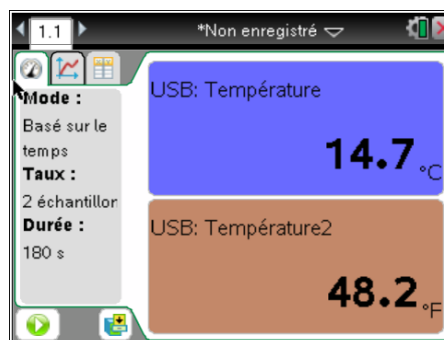 1.1
*Non enregistré
Mode :
Basé sur le
temps
Taux :
2 échantillor
Durée :
180 s
USB: Température
14.7 °C
USB: Température2
48.2 °F